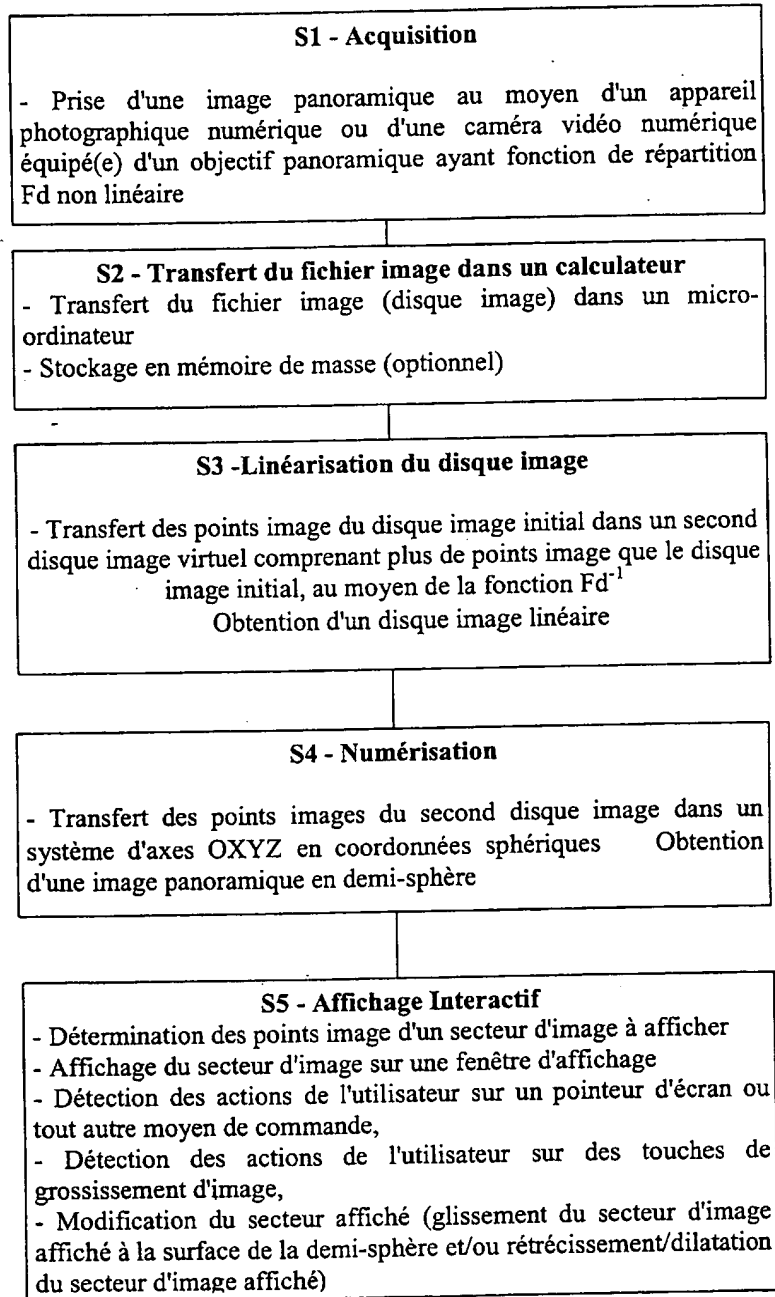 S1 - Acquisition
- Prise d'une image panoramique au moyen d'un appareil
photographique numérique ou d'une caméra vidéo numérique
équipé(e) d'un objectif panoramique ayant fonction de répartition
Fd non linéaire
S2 - Transfert du fichier image dans un calculateur
- Transfert du fichier image (disque image) dans un micro-
ordinateur
- Stockage en mémoire de masse (optionnel)
S3 -Linéarisation du disque image
- Transfert des points image du disque image initial dans un second
disque image virtuel comprenant plus de points image que le disque
image initial, au moyen de la fonction Fd⁻¹
Obtention d'un disque image linéaire
S4 - Numérisation
- Transfert des points images du second disque image dans un
système d'axes OXYZ en coordonnées sphériques Obtention
d'une image panoramique en demi-sphère
S5 - Affichage Interactif
- Détermination des points image d'un secteur d'image à afficher
- Affichage du secteur d'image sur une fenêtre d'affichage
- Détection des actions de l'utilisateur sur un pointeur d'écran ou
tout autre moyen de commande,
- Détection des actions de l'utilisateur sur des touches de
grossissement d'image,
- Modification du secteur affiché (glissement du secteur d'image
affiché à la surface de la demi-sphère et/ou rétrécissement/dilatation
du secteur d'image affiché)